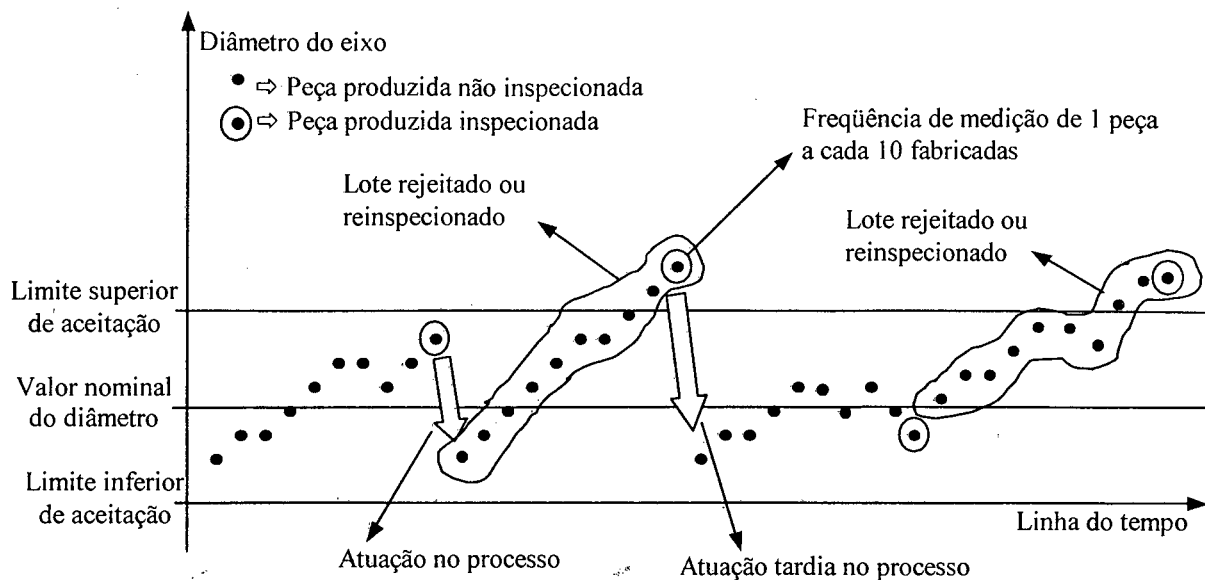 Diâmetro do eixo
⇨ Peça produzida não inspecionada
⇨ Peça produzida inspecionada
Freqüência de medição de 1 peça
a cada 10 fabricadas
Lote rejeitado ou
reinspecionado
Lote rejeitado ou
reinspecionado
Limite superior
de aceitação
Valor nominal
do diâmetro
Limite inferior
de aceitação
Linha do tempo
Atuação no processo
Atuação tardia no processo